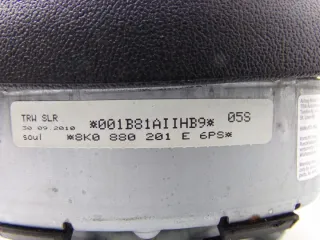 TRW SLR *001B81AIIHB9* 05S
30.09.2010
soul *8K0 880 201 E 6PS*